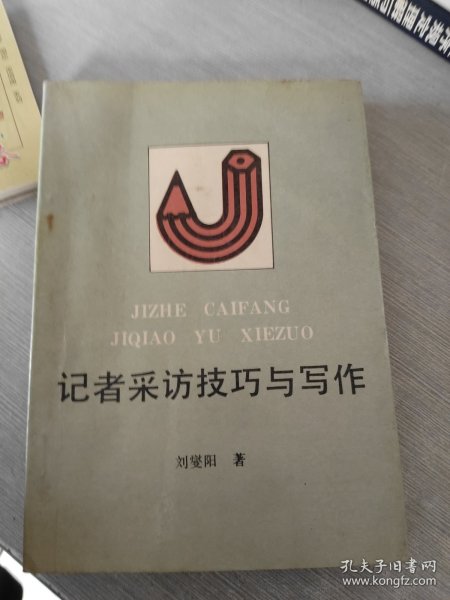 JIZHE CAIFANG
JIQIAO YU XIEZUO
记者采访技巧与写作
刘燮阳 著
孔夫子旧书网
www.kongfz.com